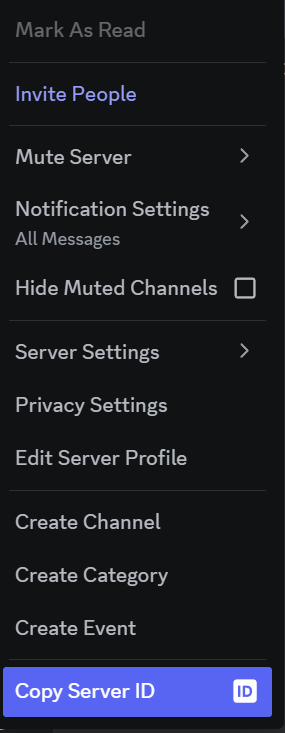 Mark As Read
Invite People
Mute Server
Notification Settings
All Messages
Hide Muted Channels
Server Settings
Privacy Settings
Edit Server Profile
Create Channel
Create Category
Create Event
Copy Server ID ID